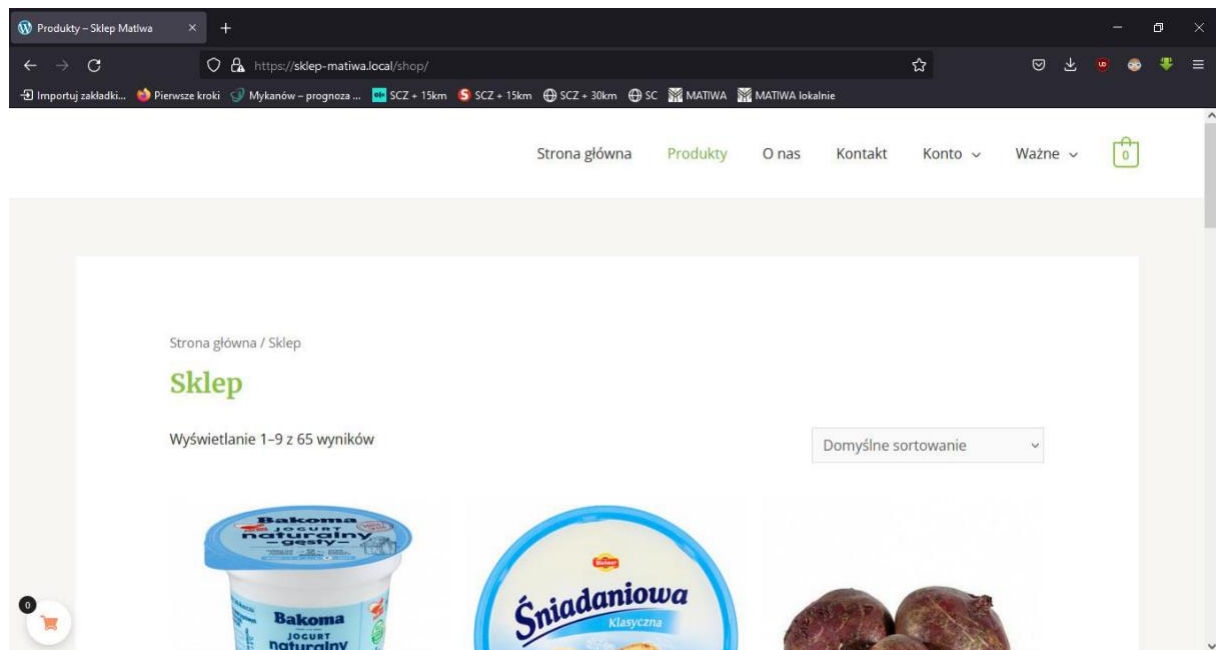 Produkty – Sklep Matlwa
https://sklep-matiwa.local/shop/
Importuj zakładki... Pierwsze kroki Mykanów – prognoza ... SCZ + 15km SCZ + 15km SCZ + 30km SC MATIWA MATIWA lokalnie
Strona główna Produkty O nas Kontakt Konto Ważne 0
Strona główna / Sklep
Sklep
Wyświetlanie 1–9 z 65 wyników Domyślne sortowanie
Bakoma
JOGURT
naturalny
gęsty
Śniadaniowa
Klasyczna
Bakoma
JOGURT
naturalny
0